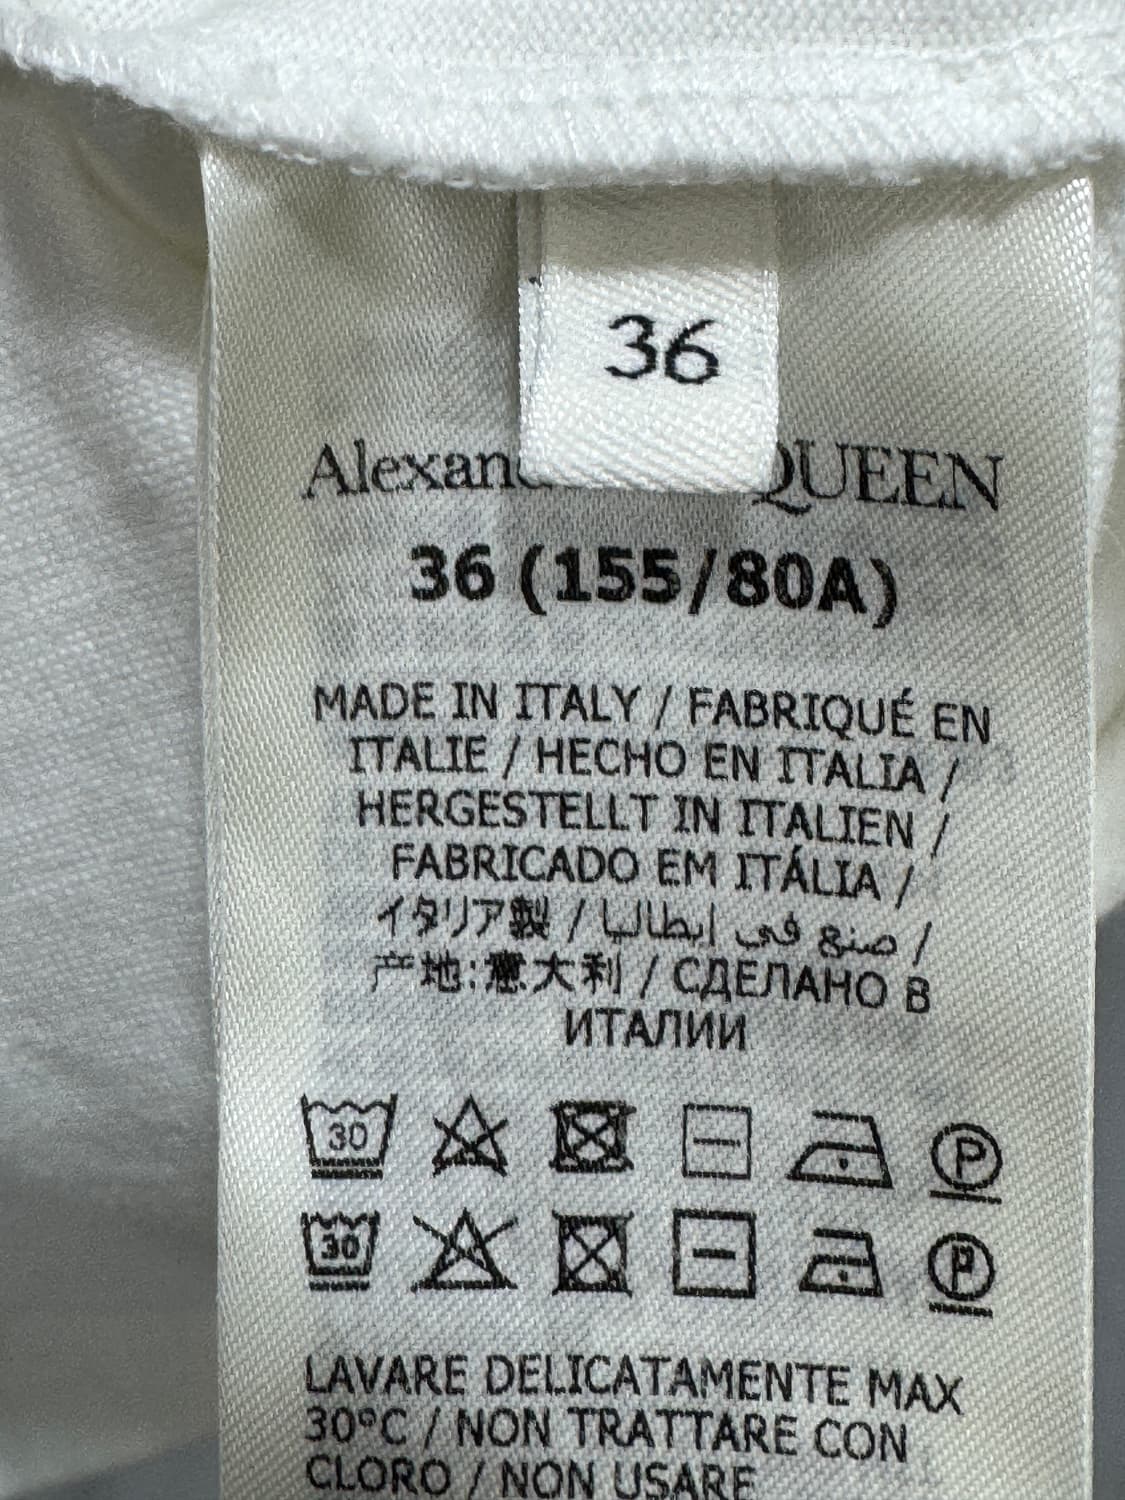 36
Alexan QUEEN
36 (155/80A)
MADE IN ITALY / FABRIQUÉ EN
ITALIE / HECHO EN ITALIA /
HERGESTELLT IN ITALIEN /
FABRICADO EM ITÁLIA /
イタリア製 / صنع في إيطاليا /
产地:意大利 / СДЕЛАНО В
ИТАЛИИ
30 P
30 P
LAVARE DELICATAMENTE MAX
30°C / NON TRATTARE CON
CLORO / NON USARE